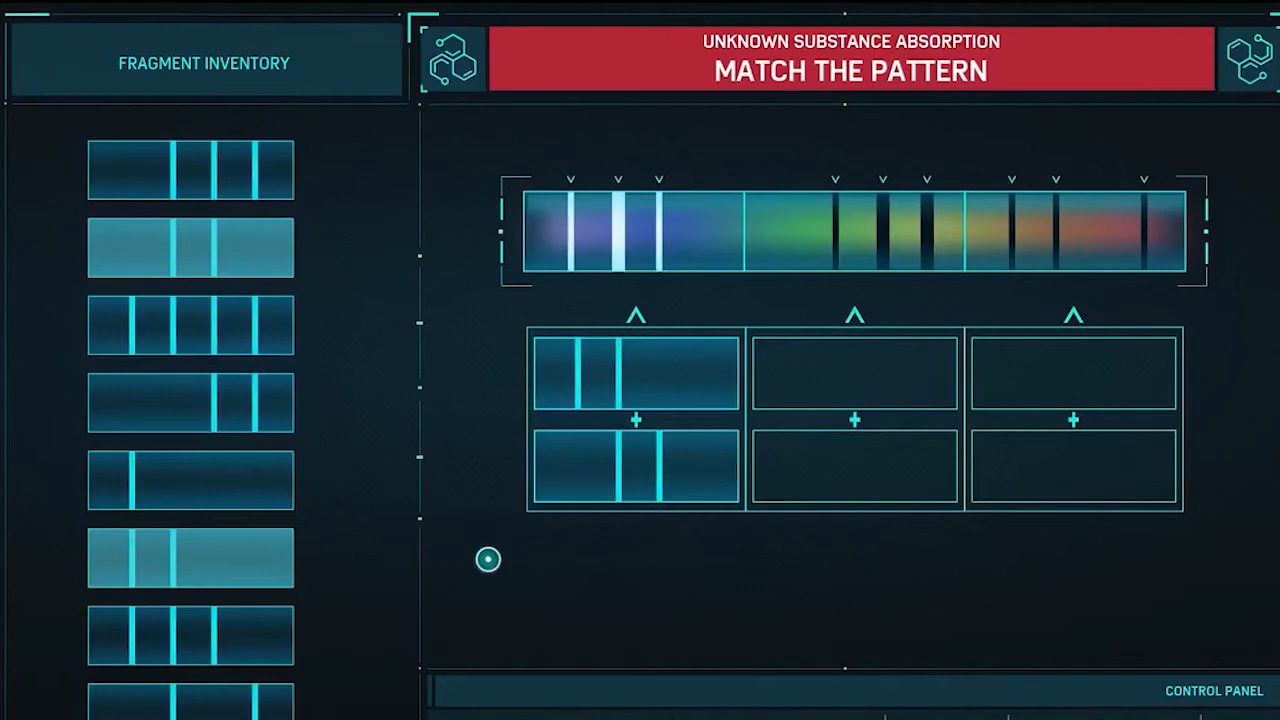 FRAGMENT INVENTORY
UNKNOWN SUBSTANCE ABSORPTION
MATCH THE PATTERN
CONTROL PANEL